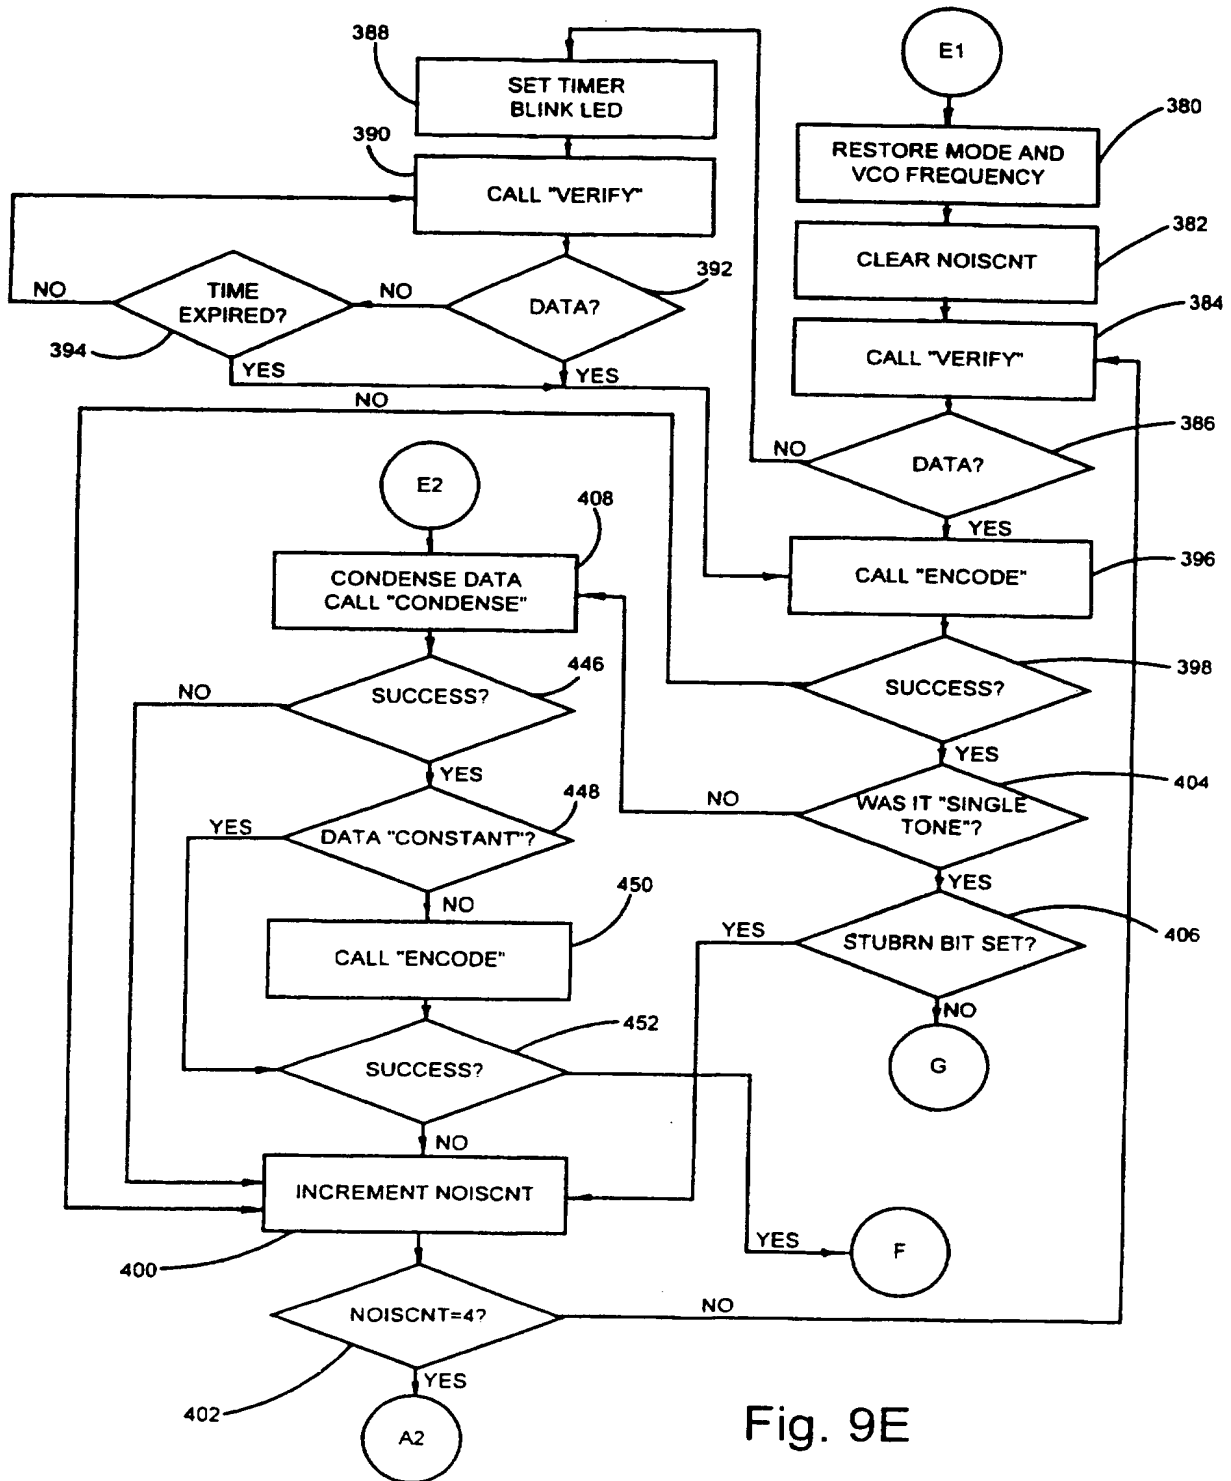 388
SET TIMER
BLINK LED
390
CALL "VERIFY"
392
DATA?
NO
TIME
EXPIRED?
NO
394
YES
YES
NO
E1
380
RESTORE MODE AND
VCO FREQUENCY
382
CLEAR NOISCNT
384
CALL "VERIFY"
386
DATA?
NO
YES
396
CALL "ENCODE"
398
SUCCESS?
YES
404
WAS IT "SINGLE
TONE"?
NO
YES
406
STUBRN BIT SET?
YES
NO
G
E2
408
CONDENSE DATA
CALL "CONDENSE"
446
SUCCESS?
NO
YES
448
DATA "CONSTANT"?
YES
NO
450
CALL "ENCODE"
452
SUCCESS?
NO
YES
F
INCREMENT NOISCNT
400
NOISCNT=4?
NO
402
YES
A2
Fig. 9E